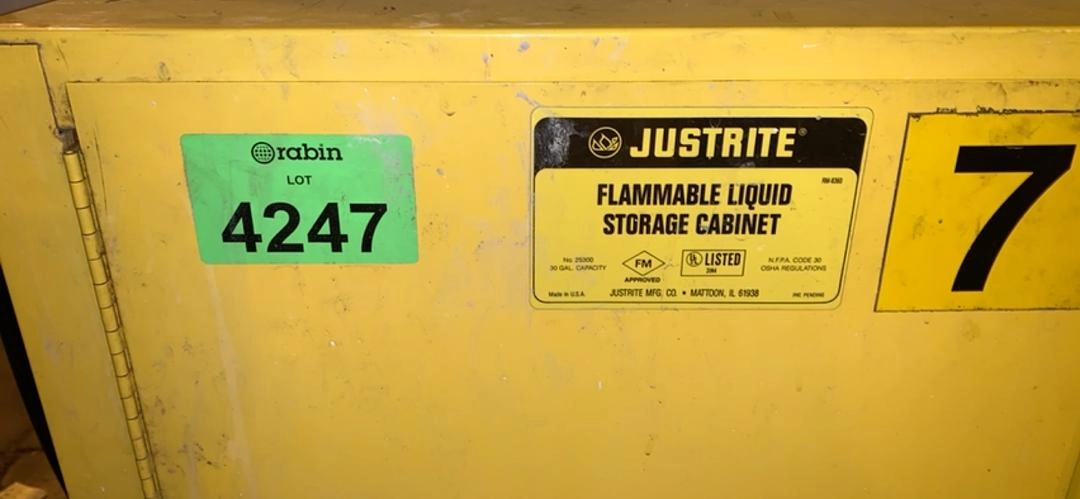 rabin
LOT
4247
JUSTRITE®
FLAMMABLE LIQUID
STORAGE CABINET
No 25300
30 GAL. CAPACITY
FM
APPROVED
UL LISTED
N.F.P.A. CODE 30
OSHA REGULATIONS
Made in U.S.A.
JUSTRITE MFG. CO. • MATTOON, IL 61938
7